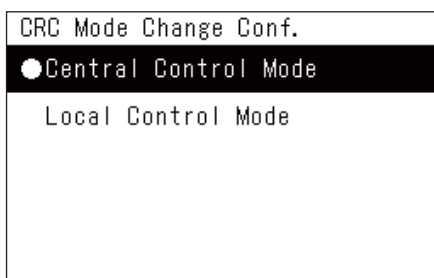 CRC Mode Change Conf.
●Central Control Mode
Local Control Mode